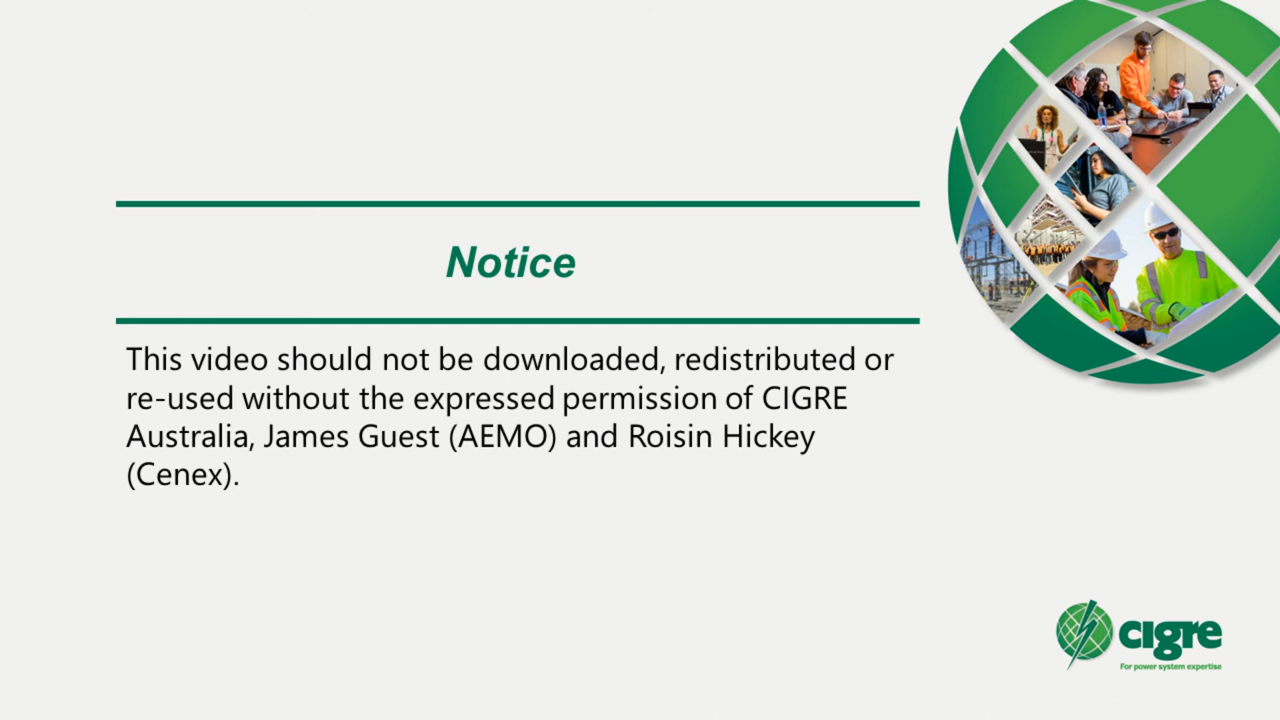 Notice
This video should not be downloaded, redistributed or
re-used without the expressed permission of CIGRE
Australia, James Guest (AEMO) and Roisin Hickey
(Cenex).
cigre
For power system expertise